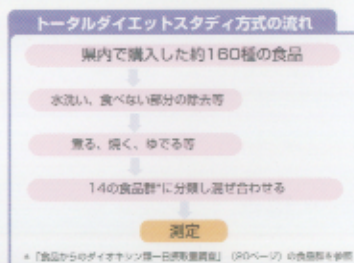 トータルダイエットスタディ方式の流れ
県内で購入した約160種の食品
水洗い、食べない部分の除去等
煮る、焼く、ゆでる等
14の食品群*に分類し混ぜ合わせる
測定
*「食品からのダイオキシン類一日摂取量調査」(20ページ)の食品群を参照